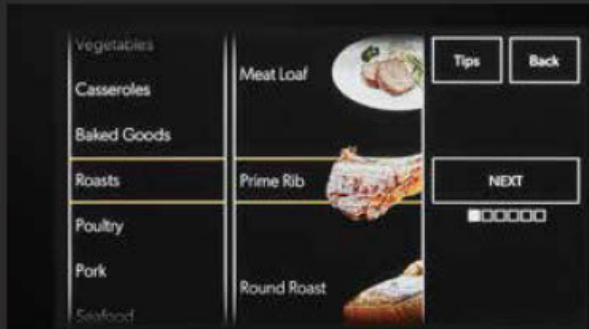 Vegetables
Casseroles
Baked Goods
Roasts
Poultry
Pork
Seafood
Meat Loaf
Prime Rib
Round Roast
Tips
Back
NEXT